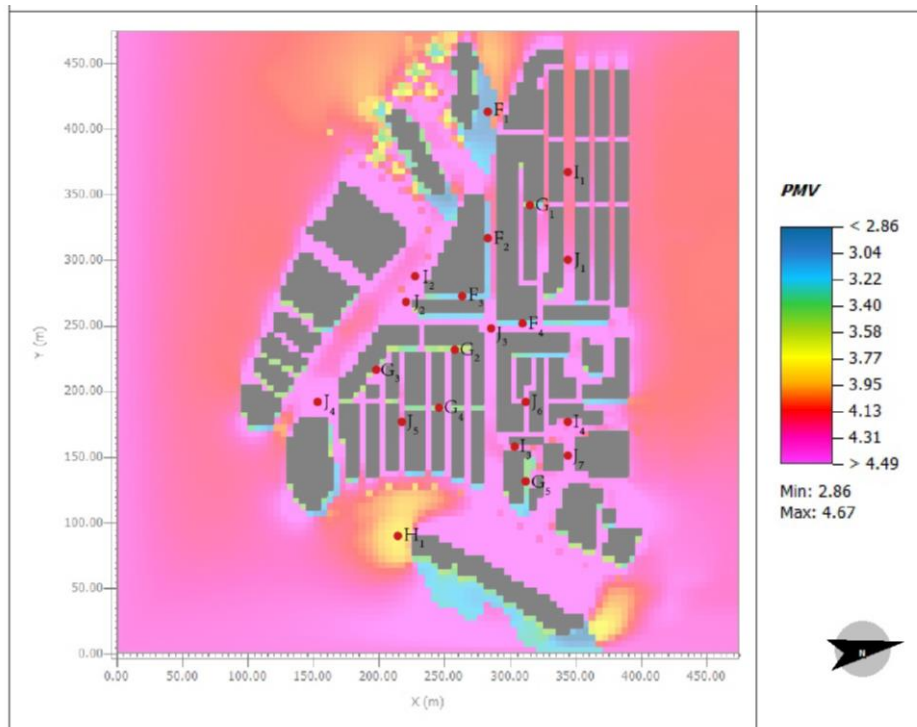 450.00
400.00
350.00
300.00
250.00
200.00
150.00
100.00
50.00
0.00
Y (m)
0.00 50.00 100.00 150.00 200.00 250.00 300.00 350.00 400.00 450.00
X (m)
F₁
I₁
G₁
F₂
J₁
I₂
J₂
F₃
F₄
J₃
G₂
G₃
J₄
G₄
J₅
J₆
I₄
I₃
J₇
G₅
H₁
PMV
< 2.86
3.04
3.22
3.40
3.58
3.77
3.95
4.13
4.31
> 4.49
Min: 2.86
Max: 4.67
N